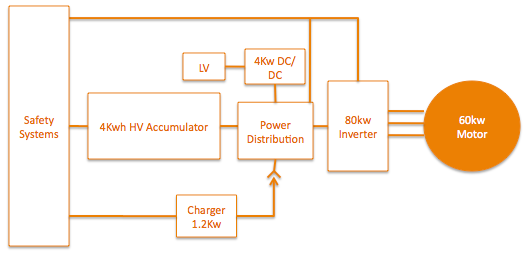 LV
4Kw DC/
DC
Safety
Systems
4Kwh HV Accumulator
Power
Distribution
80kw
Inverter
60kw
Motor
Charger
1.2Kw